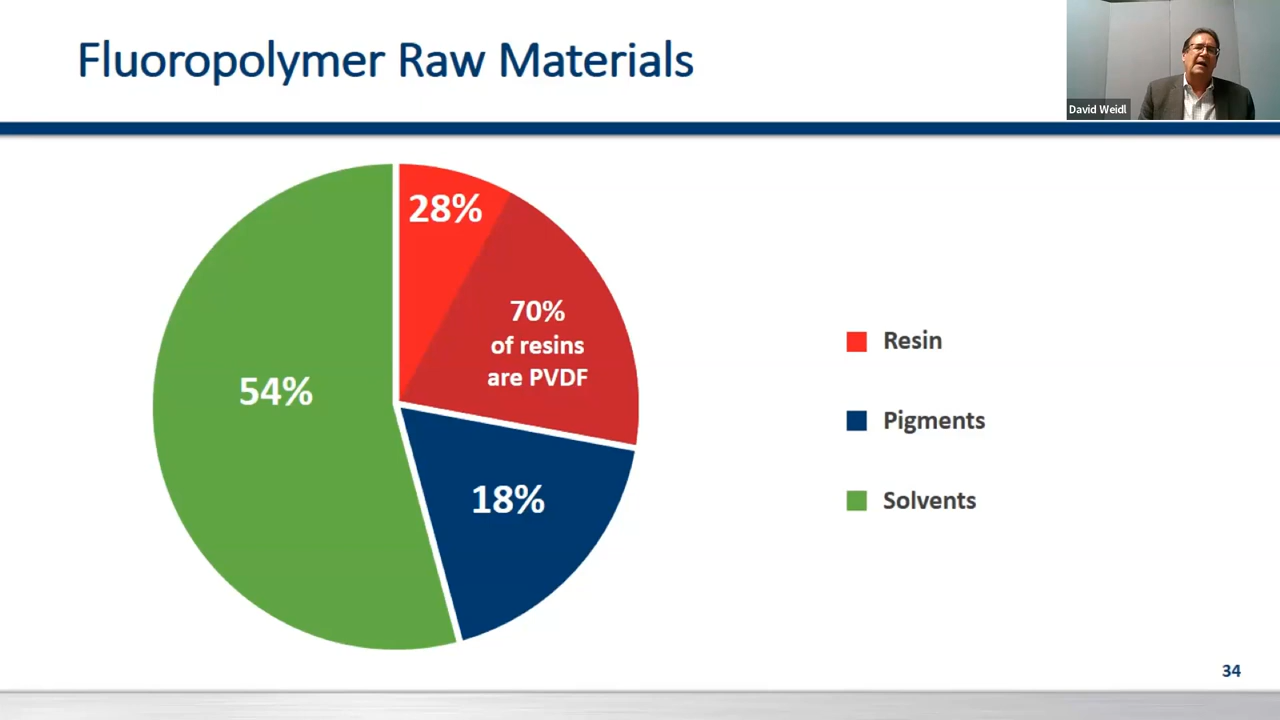 Fluoropolymer Raw Materials
David Weidl
28%
70%
of resins
are PVDF
54%
18%
Resin
Pigments
Solvents
34